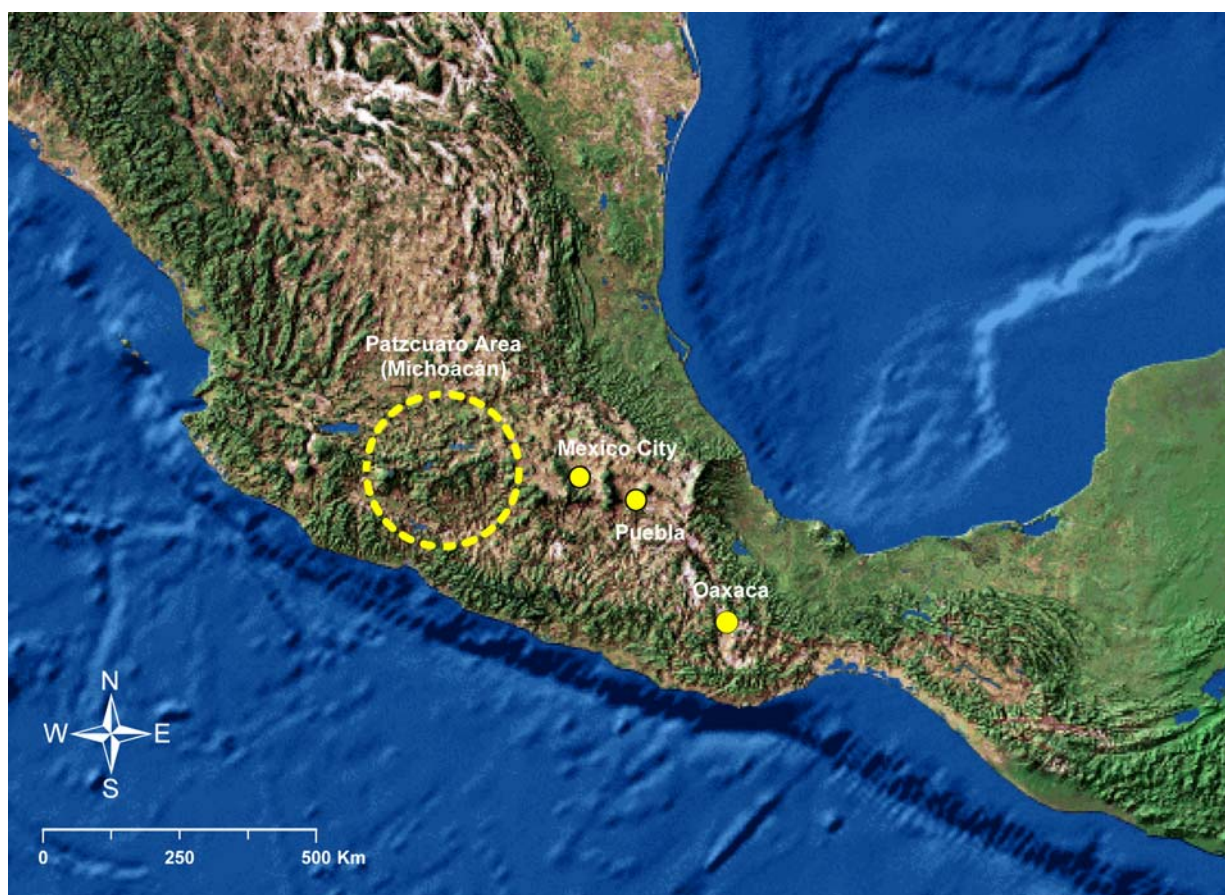 Patzcuaro Area
(Michoacán)
Mexico City
Puebla
Oaxaca
N
W E
S
0 250 500 Km